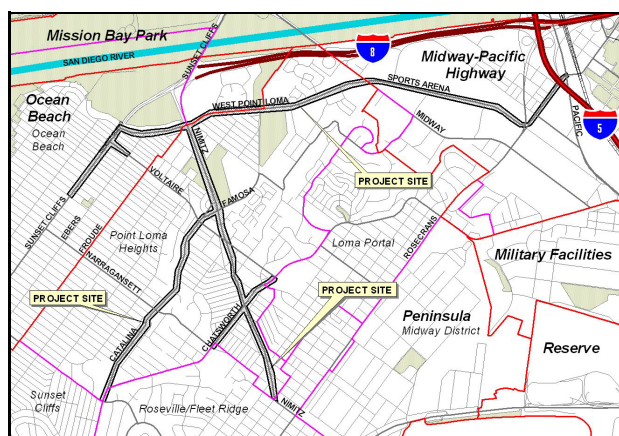 Mission Bay Park
SUNSET CLIFFS
8
Midway-Pacific
Highway
SAN DIEGO RIVER
SPORTS ARENA
Ocean
Beach
Ocean
Beach
WEST POINT LOMA
MIDWAY
PACIFIC
5
NIMITZ
VOLTAIRE
PROJECT SITE
FAMOSA
SUNSET CLIFFS
EBERS
FROUDE
Point Loma
Heights
Loma Portal
ROSECRANS
Military Facilities
NARRAGANSETT
PROJECT SITE
PROJECT SITE
Peninsula
Midway District
CATALINA
CHATSWORTH
Reserve
Sunset
Cliffs
Roseville/Fleet Ridge
NIMITZ